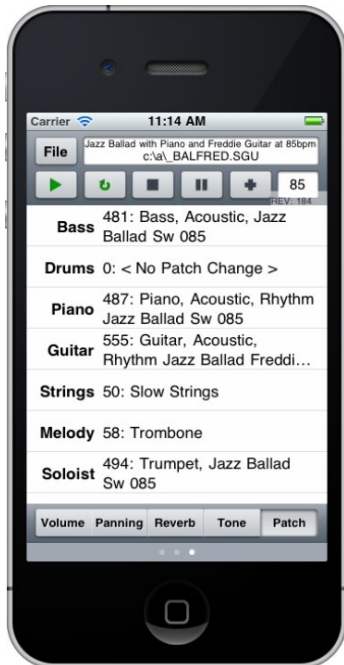 Carrier 11:14 AM
File
Jazz Ballad with Piano and Freddie Guitar at 85bpm
c:\a\_BALFRED.SGU
85
REV: 184
Bass 481: Bass, Acoustic, Jazz
Ballad Sw 085
Drums 0: < No Patch Change >
Piano 487: Piano, Acoustic, Rhythm
Jazz Ballad Sw 085
Guitar 555: Guitar, Acoustic,
Rhythm Jazz Ballad Freddi...
Strings 50: Slow Strings
Melody 58: Trombone
Soloist 494: Trumpet, Jazz Ballad
Sw 085
Volume Panning Reverb Tone Patch